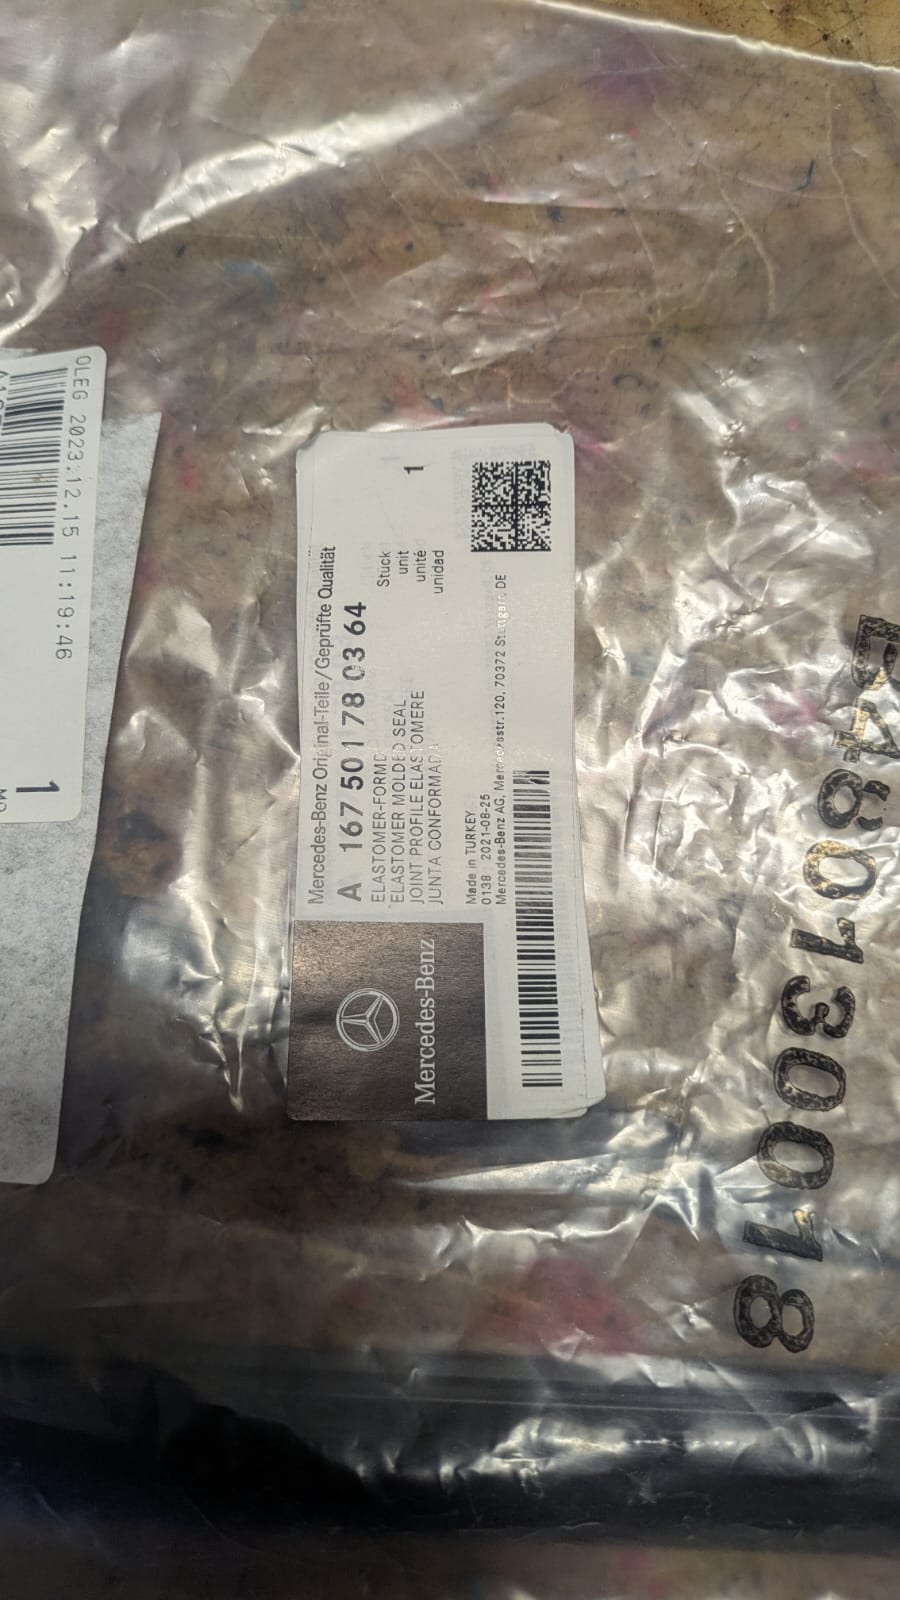 Mercedes-Benz Original-Teile/Geprüfte Qualität
A 167 501 78 03 64
ELASTOMER-FORMD
ELASTOMER MOLDED SEAL
JOINT PROFILE ELASTOMERE
JUNTA CONFORMADA
Stuck
unit
unité
unidad
1
Made in TURKEY
0138 2021-08-25
Mercedes-Benz AG, Mercedesstr.120, 70372 Stuttgart, DE
Mercedes-Benz
OLEG 2023.12.15 11:19:46
1